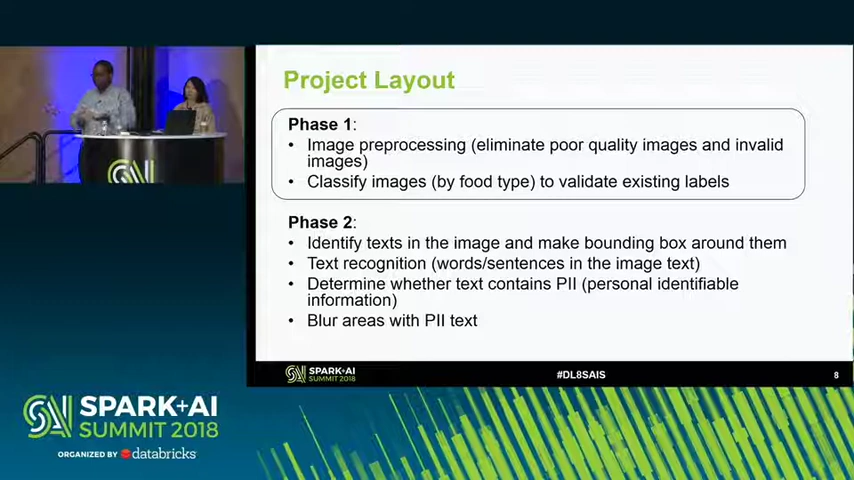 Project Layout
Phase 1:
• Image preprocessing (eliminate poor quality images and invalid
images)
• Classify images (by food type) to validate existing labels
Phase 2:
• Identify texts in the image and make bounding box around them
• Text recognition (words/sentences in the image text)
• Determine whether text contains PII (personal identifiable
information)
• Blur areas with PII text
SPARK+AI
SUMMIT 2018
#DL8SAIS
8
SPARK+AI
SUMMIT 2018
ORGANIZED BY databricks